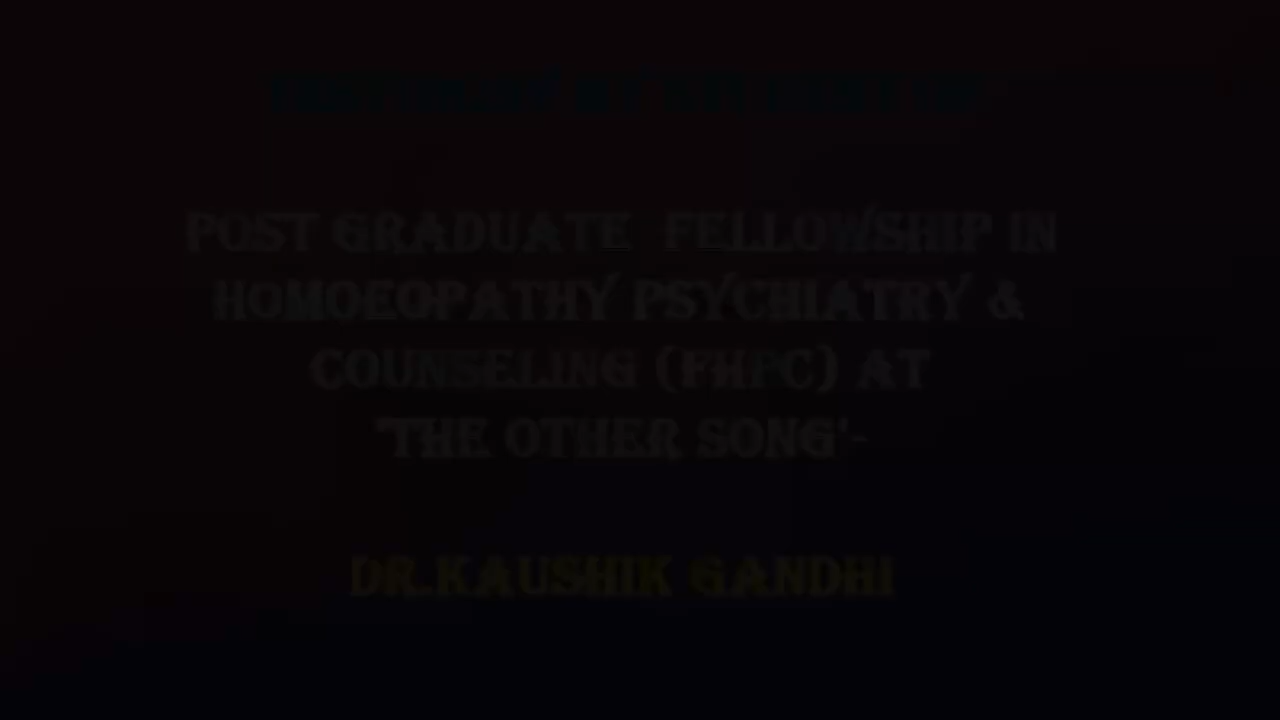 POST GRADUATE FELLOWSHIP IN
HOMOEOPATHY PSYCHIATRY &
COUNSELING (FHPC) AT
'THE OTHER SONG'-
DR.KAUSHIK GANDHI